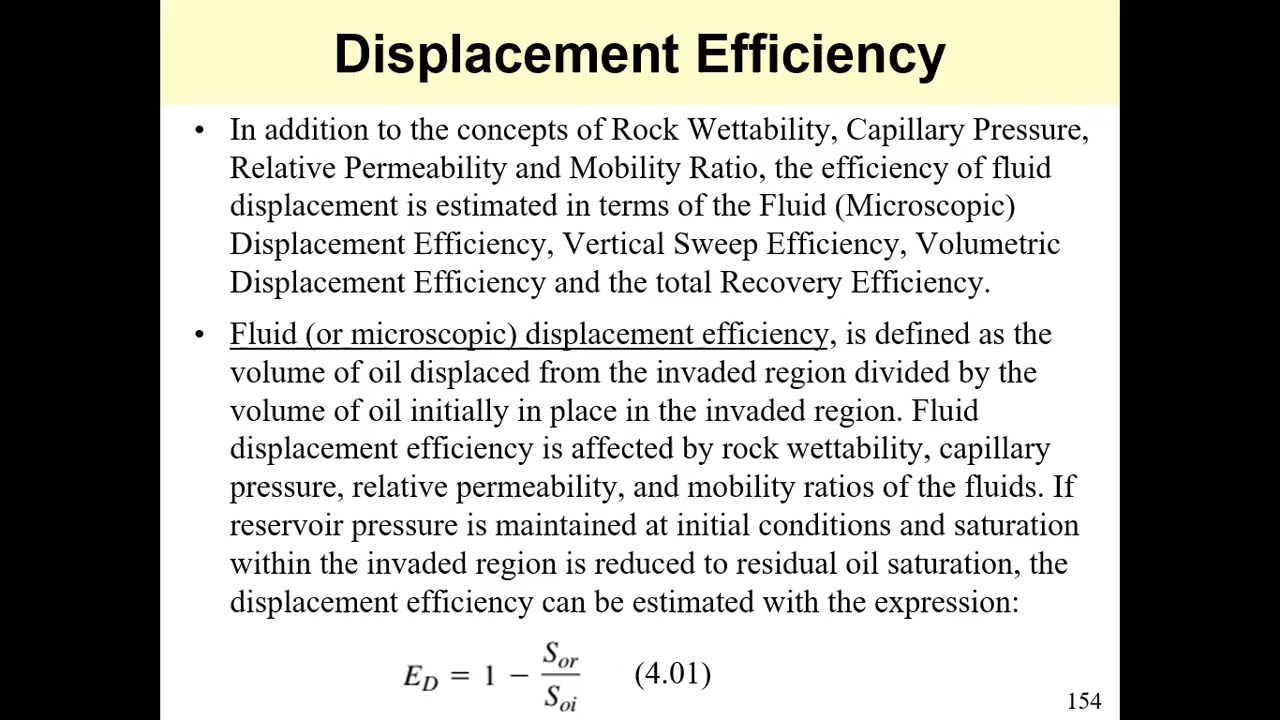 Displacement Efficiency
• In addition to the concepts of Rock Wettability, Capillary Pressure,
Relative Permeability and Mobility Ratio, the efficiency of fluid
displacement is estimated in terms of the Fluid (Microscopic)
Displacement Efficiency, Vertical Sweep Efficiency, Volumetric
Displacement Efficiency and the total Recovery Efficiency.
• Fluid (or microscopic) displacement efficiency, is defined as the
volume of oil displaced from the invaded region divided by the
volume of oil initially in place in the invaded region. Fluid
displacement efficiency is affected by rock wettability, capillary
pressure, relative permeability, and mobility ratios of the fluids. If
reservoir pressure is maintained at initial conditions and saturation
within the invaded region is reduced to residual oil saturation, the
displacement efficiency can be estimated with the expression:
E_D = 1 − S_or / S_oi (4.01)
154